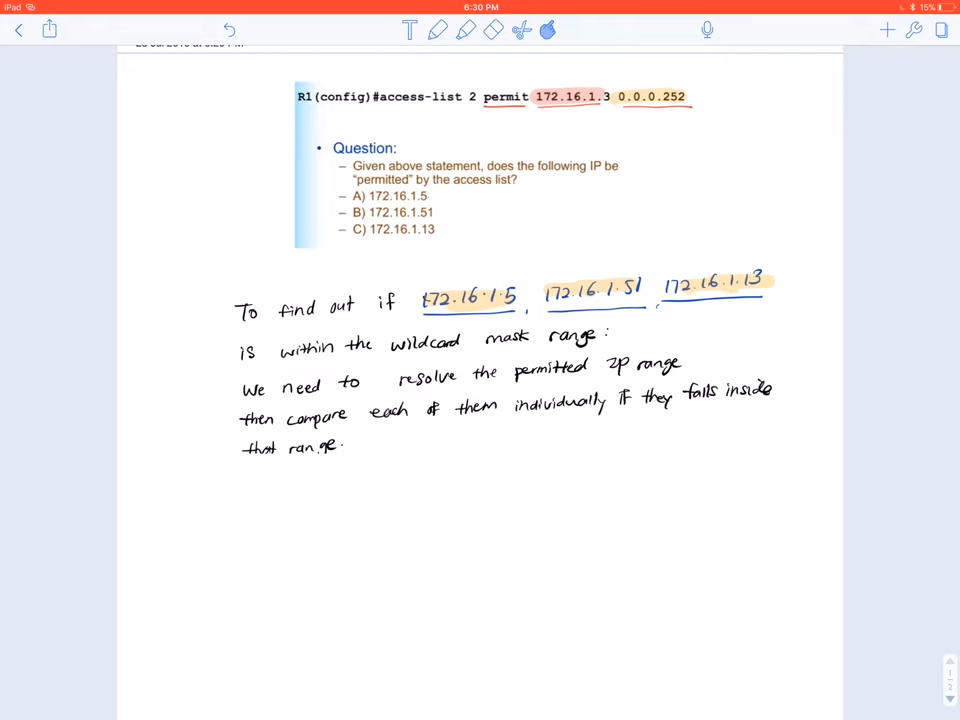 iPad
6:30 PM
15%
R1(config)#access-list 2 permit 172.16.1.3 0.0.0.252
• Question:
– Given above statement, does the following IP be
"permitted" by the access list?
– A) 172.16.1.5
– B) 172.16.1.51
– C) 172.16.1.13
To find out if 172.16.1.5, 172.16.1.51, 172.16.1.13
is within the wildcard mask range:
We need to resolve the permitted IP range
then compare each of them individually if they falls inside
that range.
1
2